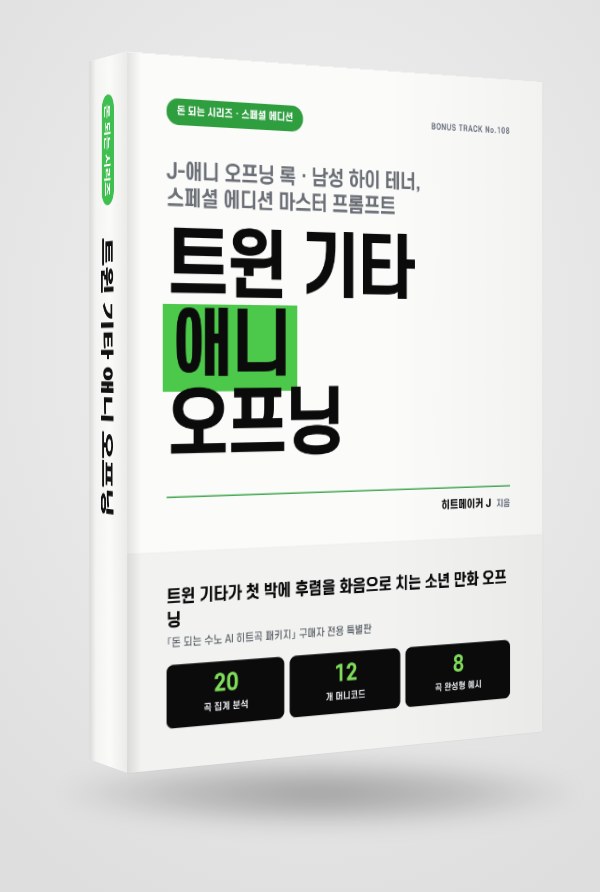 돈 되는 시리즈
트윈 기타 애니 오프닝
돈 되는 시리즈 · 스페셜 에디션
BONUS TRACK No.108
J-애니 오프닝 록 · 남성 하이 테너,
스페셜 에디션 마스터 프롬프트
트윈 기타
애니
오프닝
히트메이커 J 지음
트윈 기타가 첫 박에 후렴을 화음으로 치는 소년 만화 오프
닝
『돈 되는 수노 AI 히트곡 패키지』 구매자 전용 특별판
20
곡 집계 분석
12
개 머니코드
8
곡 완성형 예시